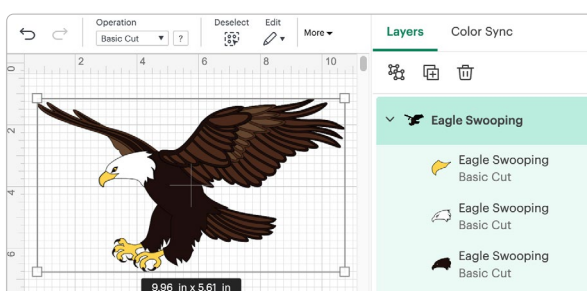 Operation
Basic Cut
?
Deselect
Edit
More
Layers
Color Sync
2
4
6
8
10
0
2
4
6
9.96 in x 5.61 in
Eagle Swooping
Eagle Swooping
Basic Cut
Eagle Swooping
Basic Cut
Eagle Swooping
Basic Cut